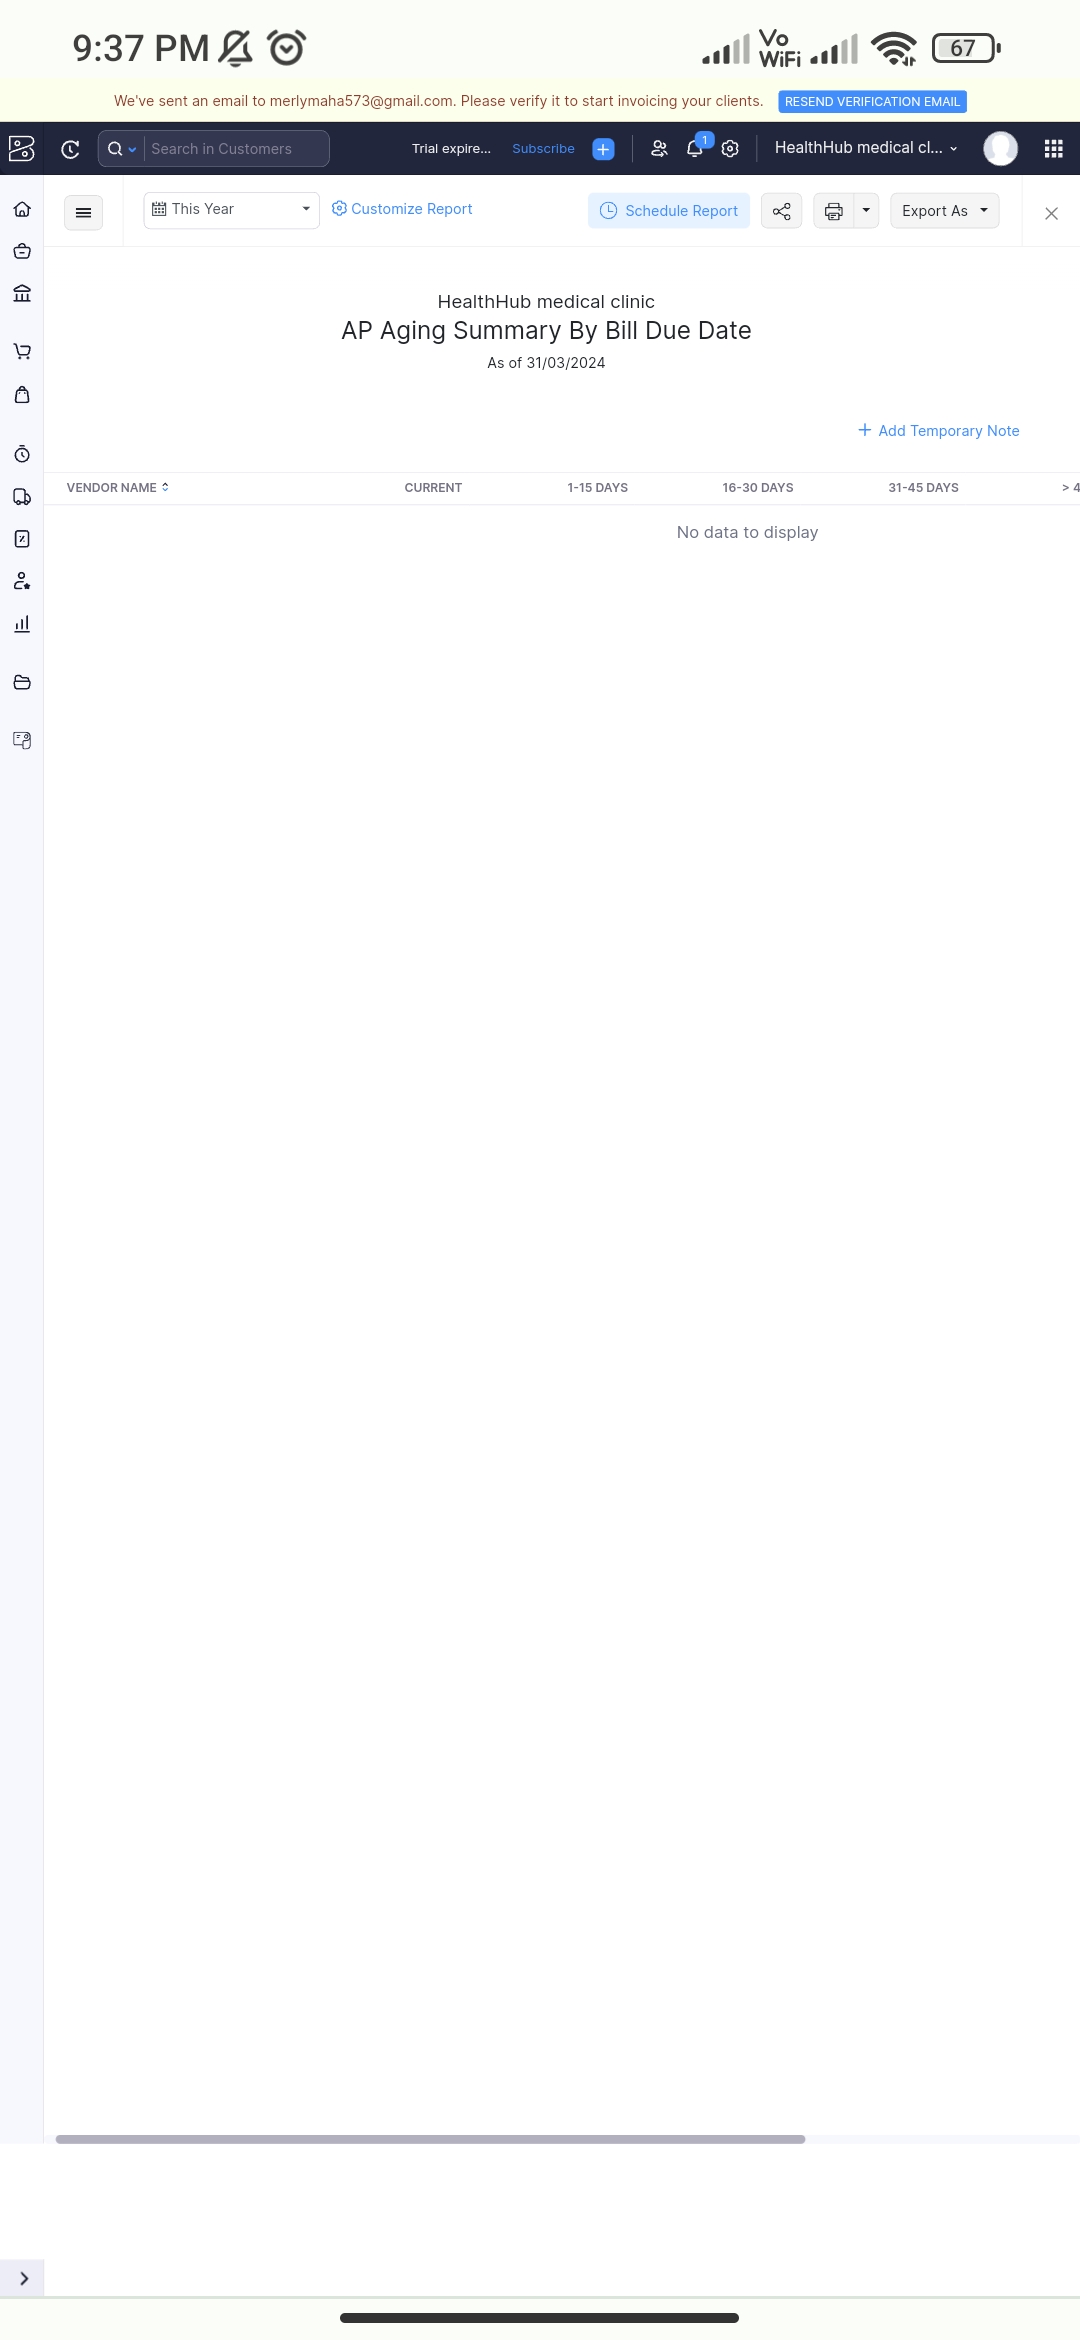 9:37 PM
Vo
WiFi
67
We've sent an email to merlymaha573@gmail.com. Please verify it to start invoicing your clients. RESEND VERIFICATION EMAIL
Search in Customers Trial expire... Subscribe 1 HealthHub medical cl...
This Year Customize Report Schedule Report Export As
HealthHub medical clinic
AP Aging Summary By Bill Due Date
As of 31/03/2024
+ Add Temporary Note
VENDOR NAME CURRENT 1-15 DAYS 16-30 DAYS 31-45 DAYS > 4
No data to display